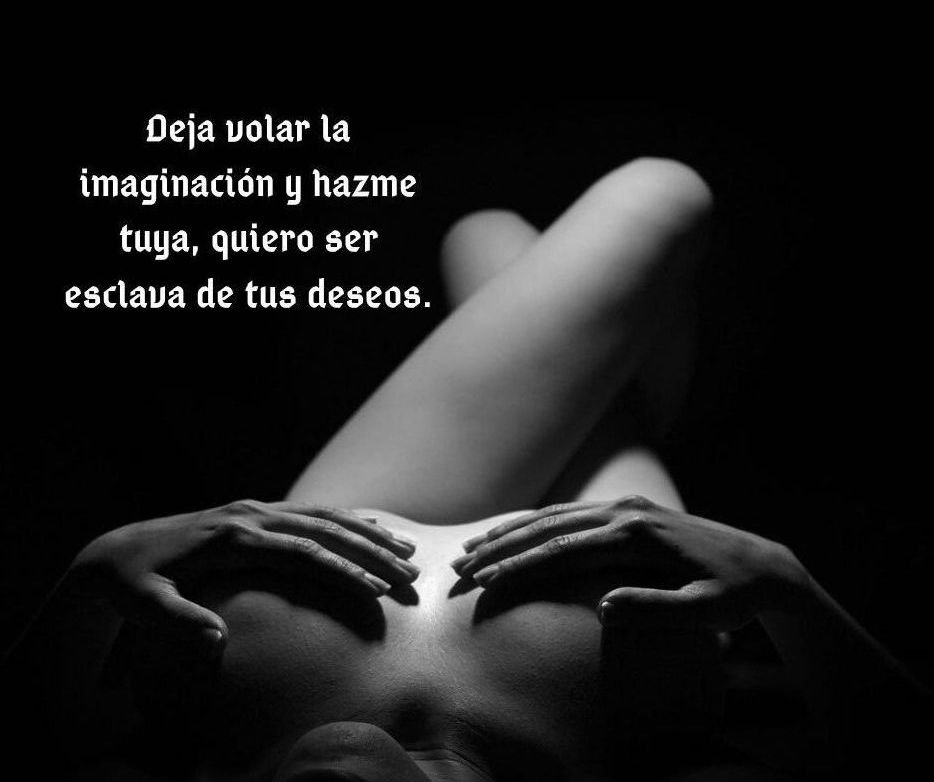 Deja volar la
imaginación y hazme
tuya, quiero ser
esclava de tus deseos.